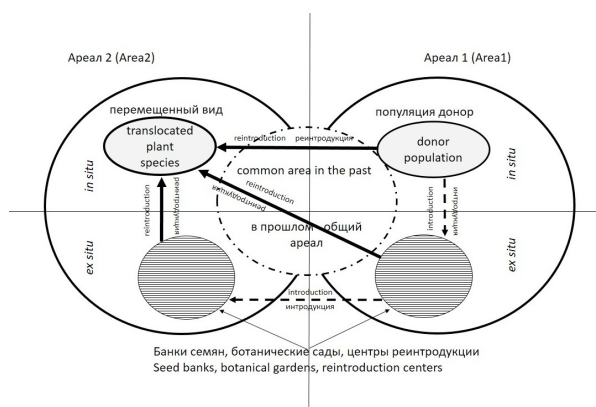 Ареал 2 (Area2)
Ареал 1 (Area1)
перемещенный вид
популяция донор
translocated
plant
species
reintroduction реинтродукция
donor
population
in situ
in situ
common area in the past
reintroduction
реинтродукция
reintroduction
реинтродукция
introduction
интродукция
в прошлом общий
ареал
ex situ
ex situ
introduction
интродукция
Банки семян, ботанические сады, центры реинтродукции
Seed banks, botanical gardens, reintroduction centers